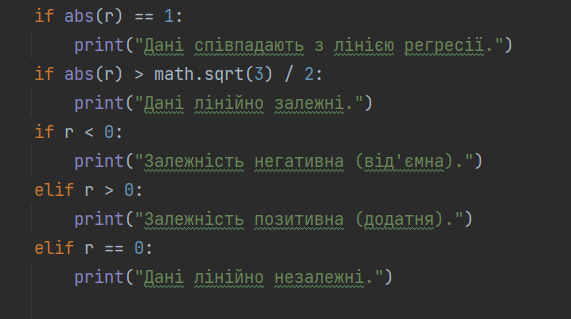 if abs(r) == 1:
    print("Дані співпадають з лінією регресії.")
if abs(r) > math.sqrt(3) / 2:
    print("Дані лінійно залежні.")
if r < 0:
    print("Залежність негативна (від'ємна).")
elif r > 0:
    print("Залежність позитивна (додатня).")
elif r == 0:
    print("Дані лінійно незалежні.")